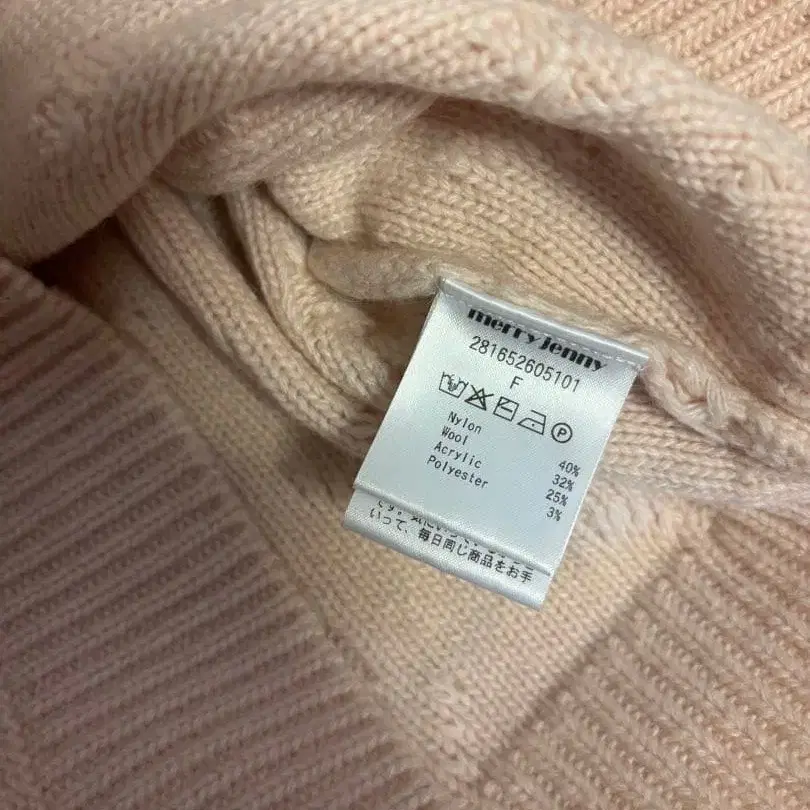 merry jenny
281652605101
F
P
Nylon 40%
Wool 32%
Acrylic 25%
Polyester 3%
いって、毎日同じ商品をお手